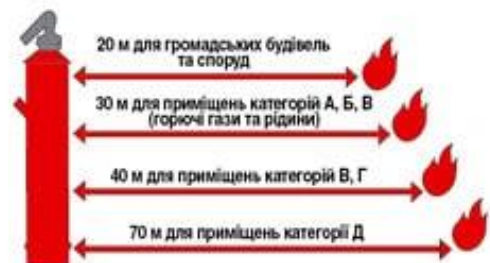 20 м для громадських будівель
та споруд
30 м для приміщень категорій А, Б, В
(горючі гази та рідини)
40 м для приміщень категорій В, Г
70 м для приміщень категорії Д